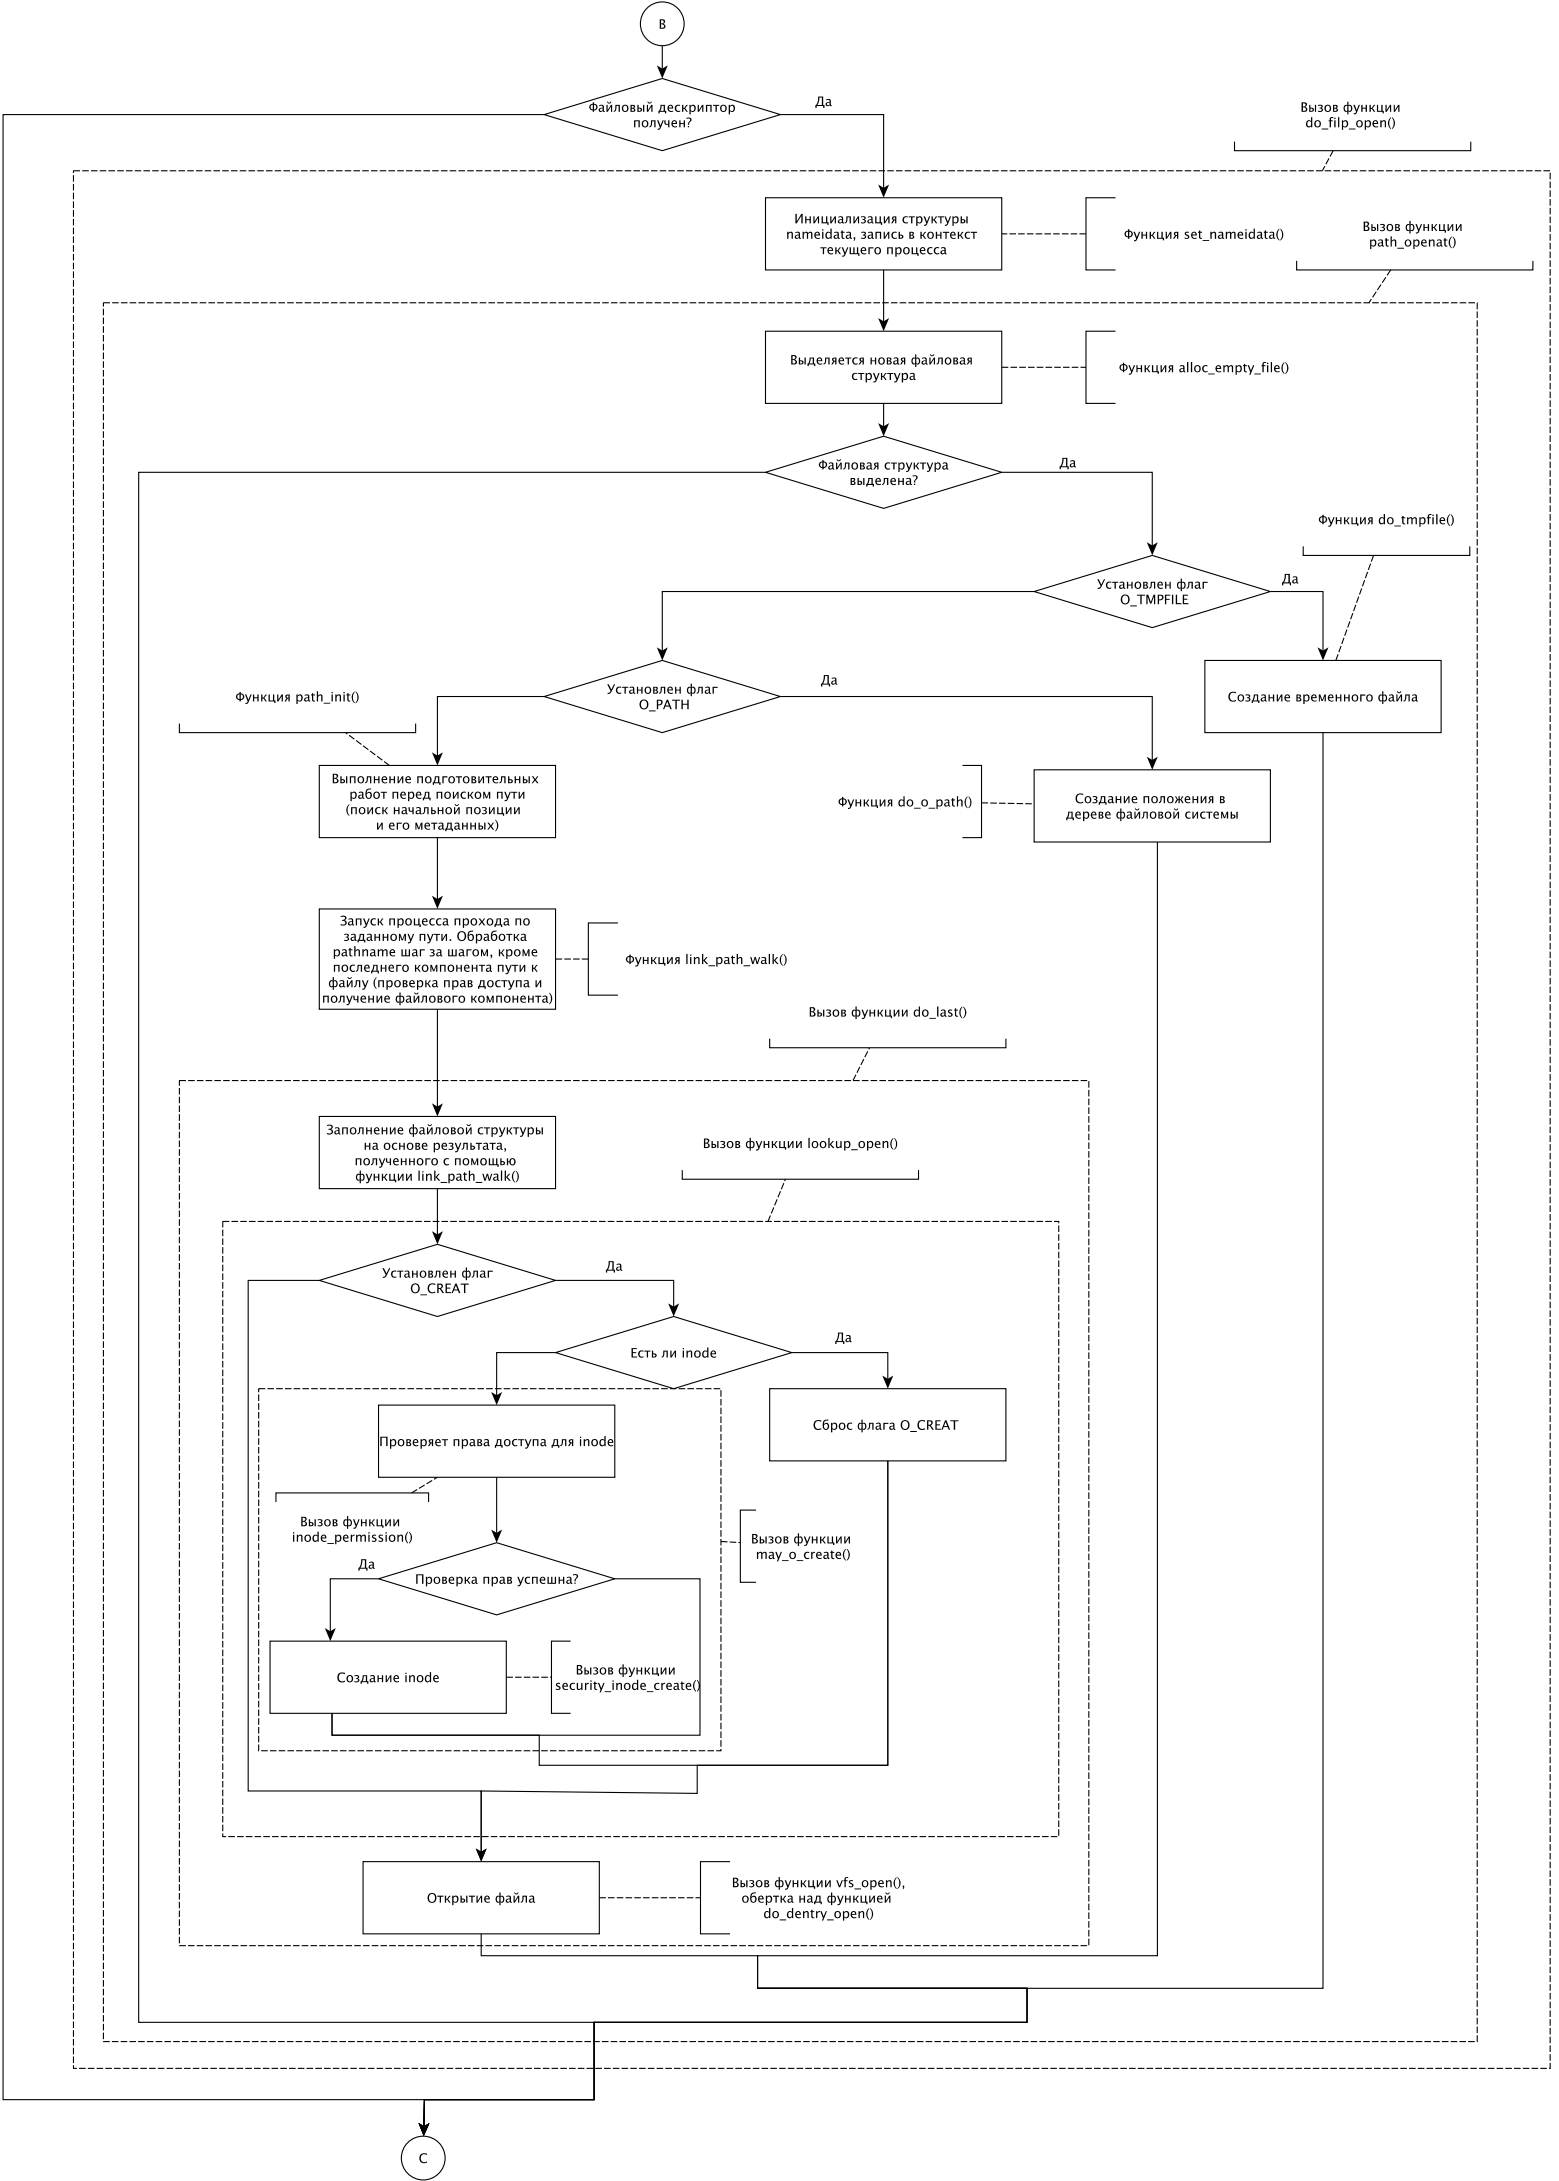 B
Файловый дескриптор
получен?
Да
Вызов функции
do_filp_open()
Инициализация структуры
nameidata, запись в контекст
текущего процесса
Функция set_nameidata()
Вызов функции
path_openat()
Выделяется новая файловая
структура
Функция alloc_empty_file()
Файловая структура
выделена?
Да
Функция do_tmpfile()
Установлен флаг
O_TMPFILE
Да
Создание временного файла
Установлен флаг
O_PATH
Да
Функция path_init()
Выполнение подготовительных
работ перед поиском пути
(поиск начальной позиции
и его метаданных)
Функция do_o_path()
Создание положения в
дереве файловой системы
Запуск процесса прохода по
заданному пути. Обработка
pathname шаг за шагом, кроме
последнего компонента пути к
файлу (проверка прав доступа и
получение файлового компонента)
Функция link_path_walk()
Вызов функции do_last()
Заполнение файловой структуры
на основе результата,
полученного с помощью
функции link_path_walk()
Вызов функции lookup_open()
Установлен флаг
O_CREAT
Да
Есть ли inode
Да
Проверяет права доступа для inode
Сброс флага O_CREAT
Вызов функции
inode_permission()
Вызов функции
may_o_create()
Да
Проверка прав успешна?
Создание inode
Вызов функции
security_inode_create()
Открытие файла
Вызов функции vfs_open(),
обертка над функцией
do_dentry_open()
C